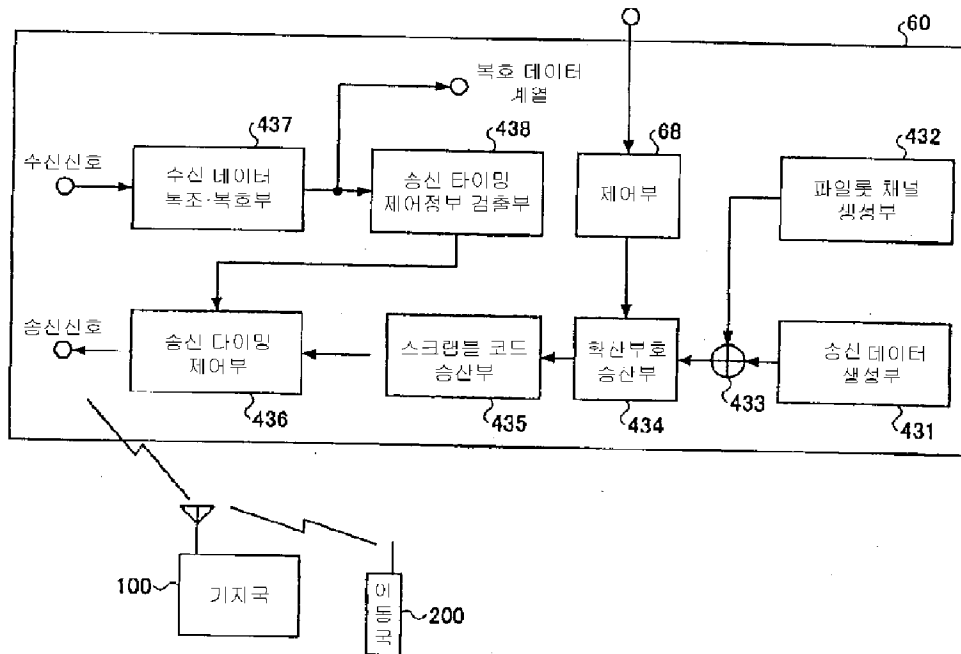 60
복호 데이터
계열
437
438
68
432
수신신호
수신 데이터
복조·복호부
송신 타이밍
제어정보 검출부
제어부
파일롯 채널
생성부
송신신호
송신 타이밍
제어부
스크램블 코드
승산부
확산부호
승산부
송신 데이터
생성부
436
435
434
433
431
100
기지국
이동국
200